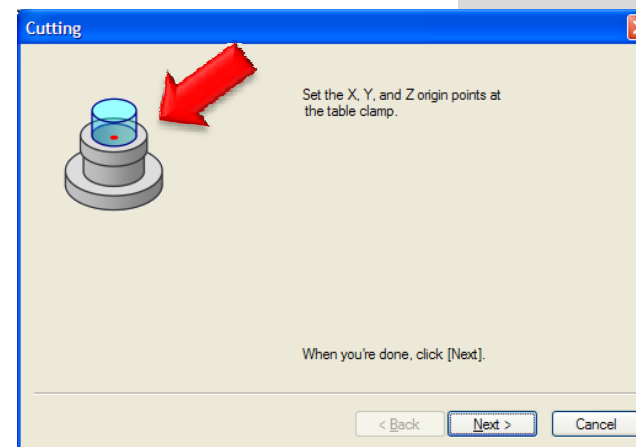 Cutting
Set the X, Y, and Z origin points at
the table clamp.
When you're done, click [Next].
< Back
Next >
Cancel